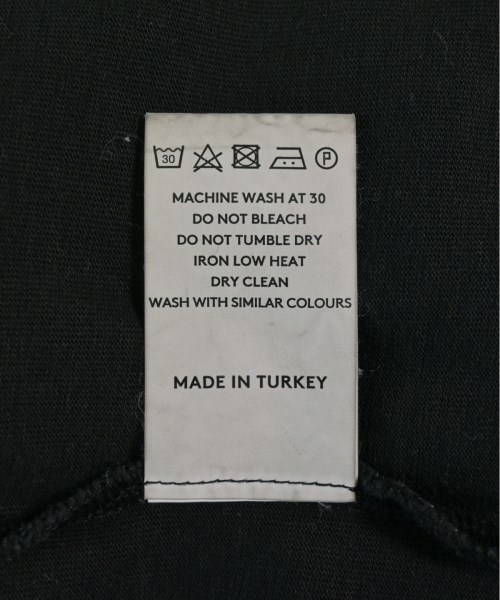 30 P
MACHINE WASH AT 30
DO NOT BLEACH
DO NOT TUMBLE DRY
IRON LOW HEAT
DRY CLEAN
WASH WITH SIMILAR COLOURS
MADE IN TURKEY